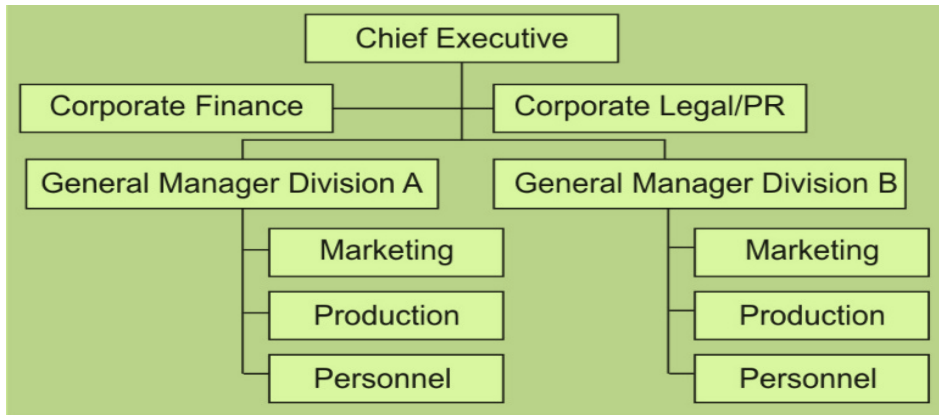 Chief Executive
Corporate Finance
Corporate Legal/PR
General Manager Division A
General Manager Division B
Marketing
Production
Personnel
Marketing
Production
Personnel